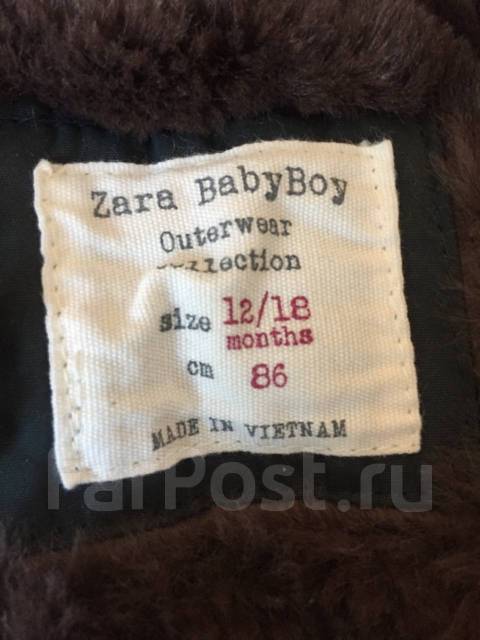 Zara BabyBoy
Outerwear
Collection
size 12/18
months
cm 86
MADE IN VIETNAM
FarPost.ru